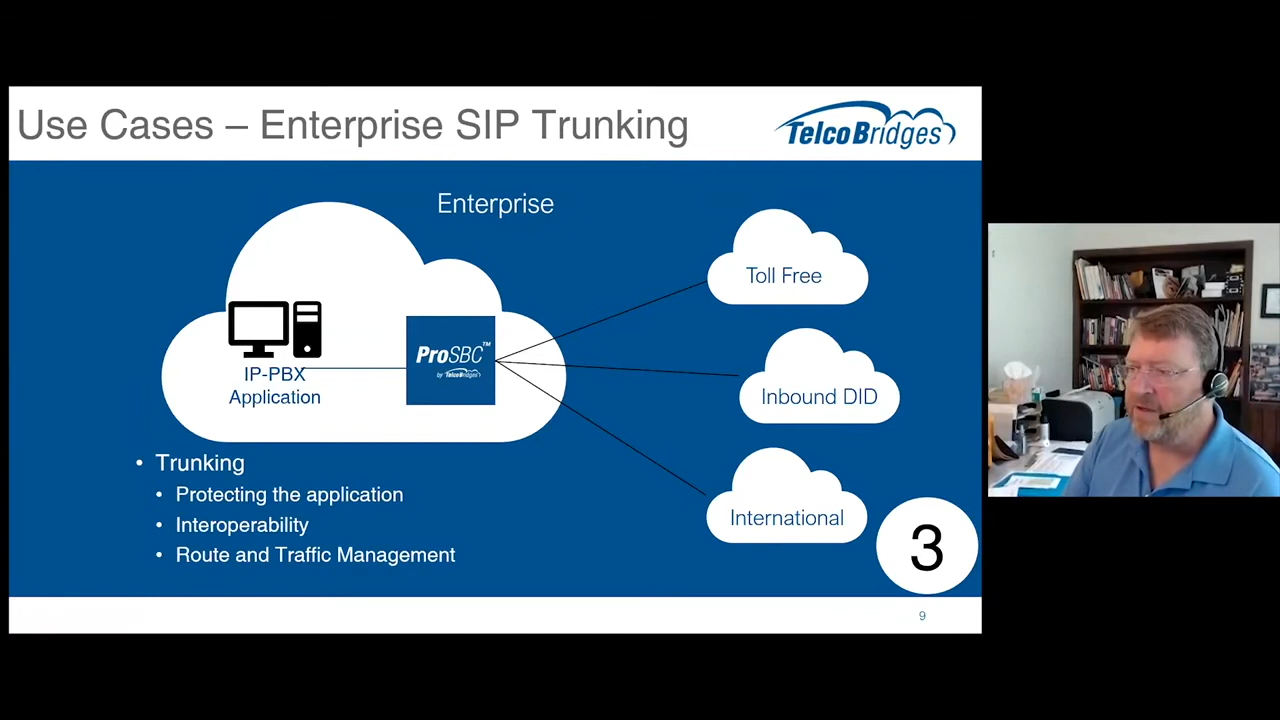 Use Cases – Enterprise SIP Trunking
TelcoBridges
Enterprise
Toll Free
ProSBC™
by TelcoBridges
IP-PBX
Application
Inbound DID
• Trunking
• Protecting the application
• Interoperability
• Route and Traffic Management
International
3
9